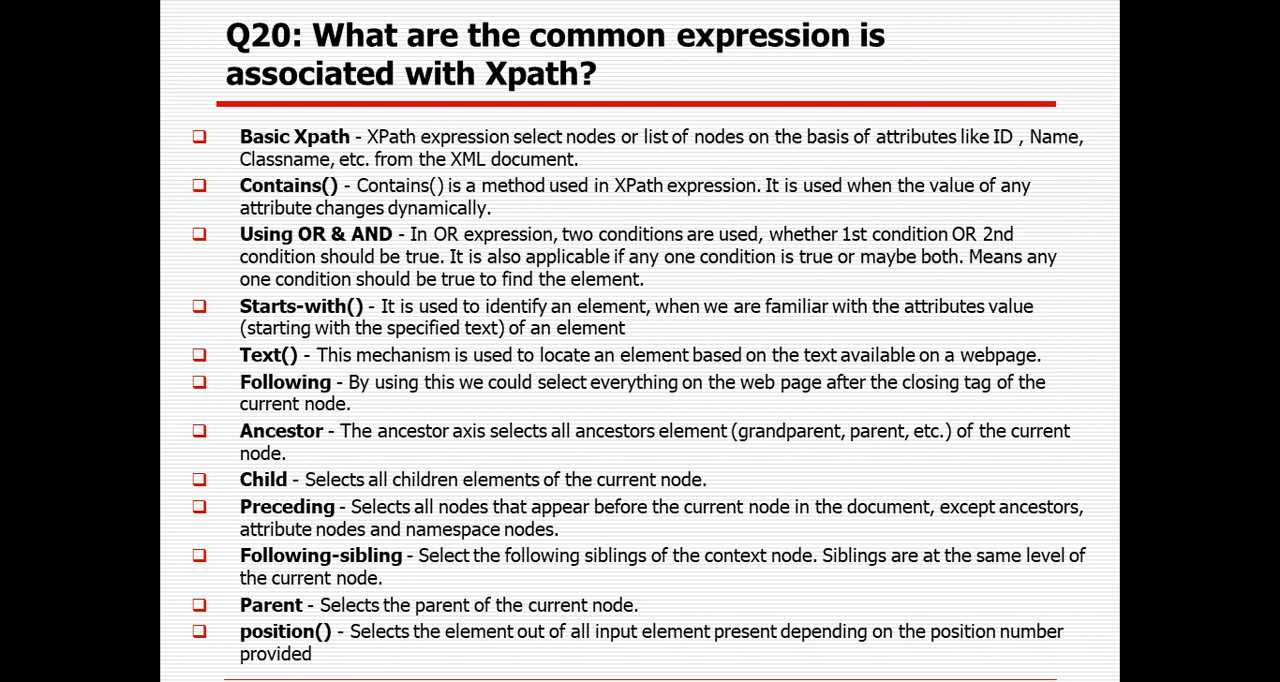 Q20: What are the common expression is
associated with Xpath?
Basic Xpath - XPath expression select nodes or list of nodes on the basis of attributes like ID , Name,
Classname, etc. from the XML document.
Contains() - Contains() is a method used in XPath expression. It is used when the value of any
attribute changes dynamically.
Using OR & AND - In OR expression, two conditions are used, whether 1st condition OR 2nd
condition should be true. It is also applicable if any one condition is true or maybe both. Means any
one condition should be true to find the element.
Starts-with() - It is used to identify an element, when we are familiar with the attributes value
(starting with the specified text) of an element
Text() - This mechanism is used to locate an element based on the text available on a webpage.
Following - By using this we could select everything on the web page after the closing tag of the
current node.
Ancestor - The ancestor axis selects all ancestors element (grandparent, parent, etc.) of the current
node.
Child - Selects all children elements of the current node.
Preceding - Selects all nodes that appear before the current node in the document, except ancestors,
attribute nodes and namespace nodes.
Following-sibling - Select the following siblings of the context node. Siblings are at the same level of
the current node.
Parent - Selects the parent of the current node.
position() - Selects the element out of all input element present depending on the position number
provided